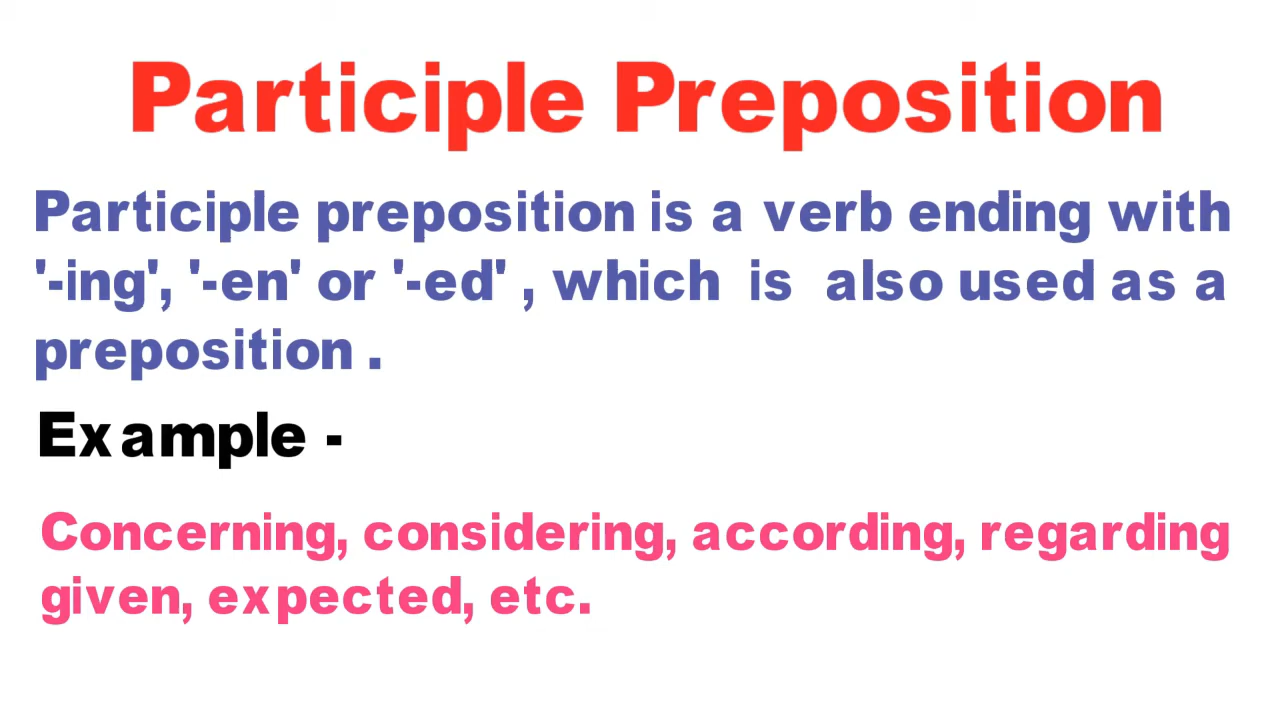 Participle Preposition
Participle preposition is a verb ending with
'-ing', '-en' or '-ed' , which is also used as a
preposition .
Example -
Concerning, considering, according, regarding
given, expected, etc.